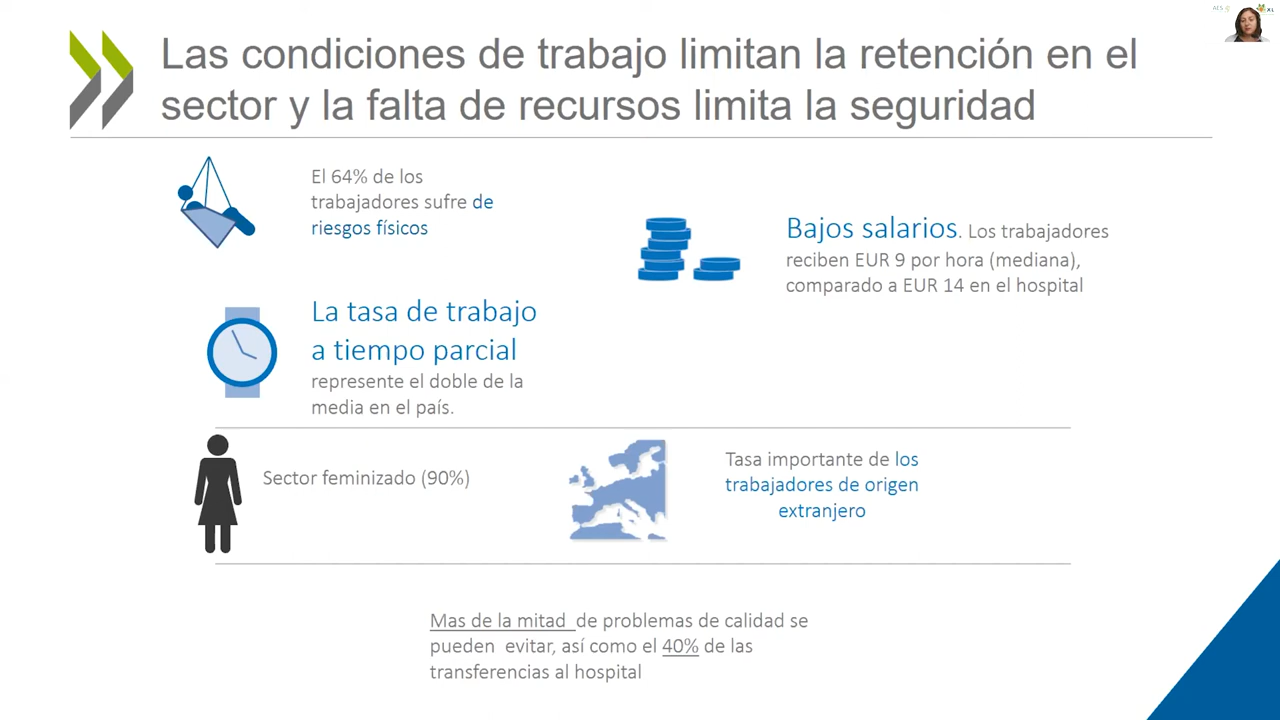 Las condiciones de trabajo limitan la retención en el
sector y la falta de recursos limita la seguridad
El 64% de los
trabajadores sufre de
riesgos físicos
Bajos salarios. Los trabajadores
reciben EUR 9 por hora (mediana),
comparado a EUR 14 en el hospital
La tasa de trabajo
a tiempo parcial
represente el doble de la
media en el país.
Sector feminizado (90%)
Tasa importante de los
trabajadores de origen
extranjero
Mas de la mitad de problemas de calidad se
pueden evitar, así como el 40% de las
transferencias al hospital
AES
XL